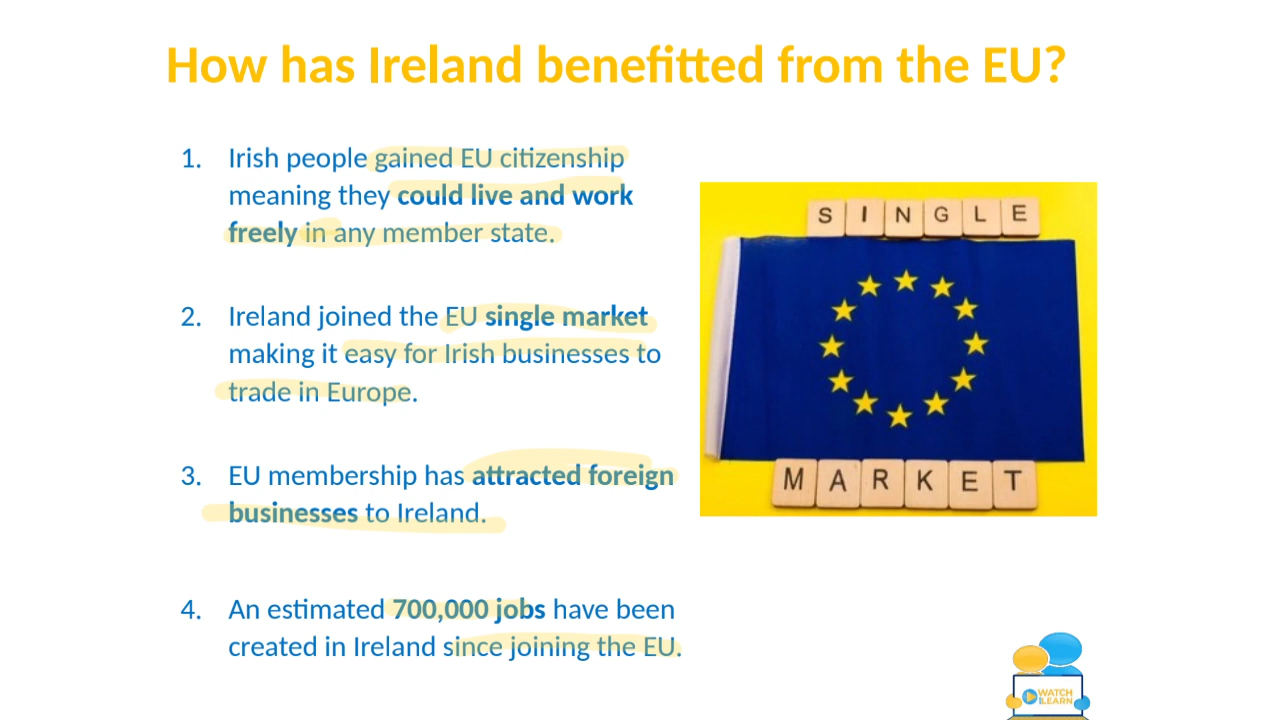 How has Ireland benefitted from the EU?
1. Irish people gained EU citizenship
meaning they could live and work
freely in any member state.
2. Ireland joined the EU single market
making it easy for Irish businesses to
trade in Europe.
3. EU membership has attracted foreign
businesses to Ireland.
4. An estimated 700,000 jobs have been
created in Ireland since joining the EU.
SINGLE
MARKET
WATCH
LEARN